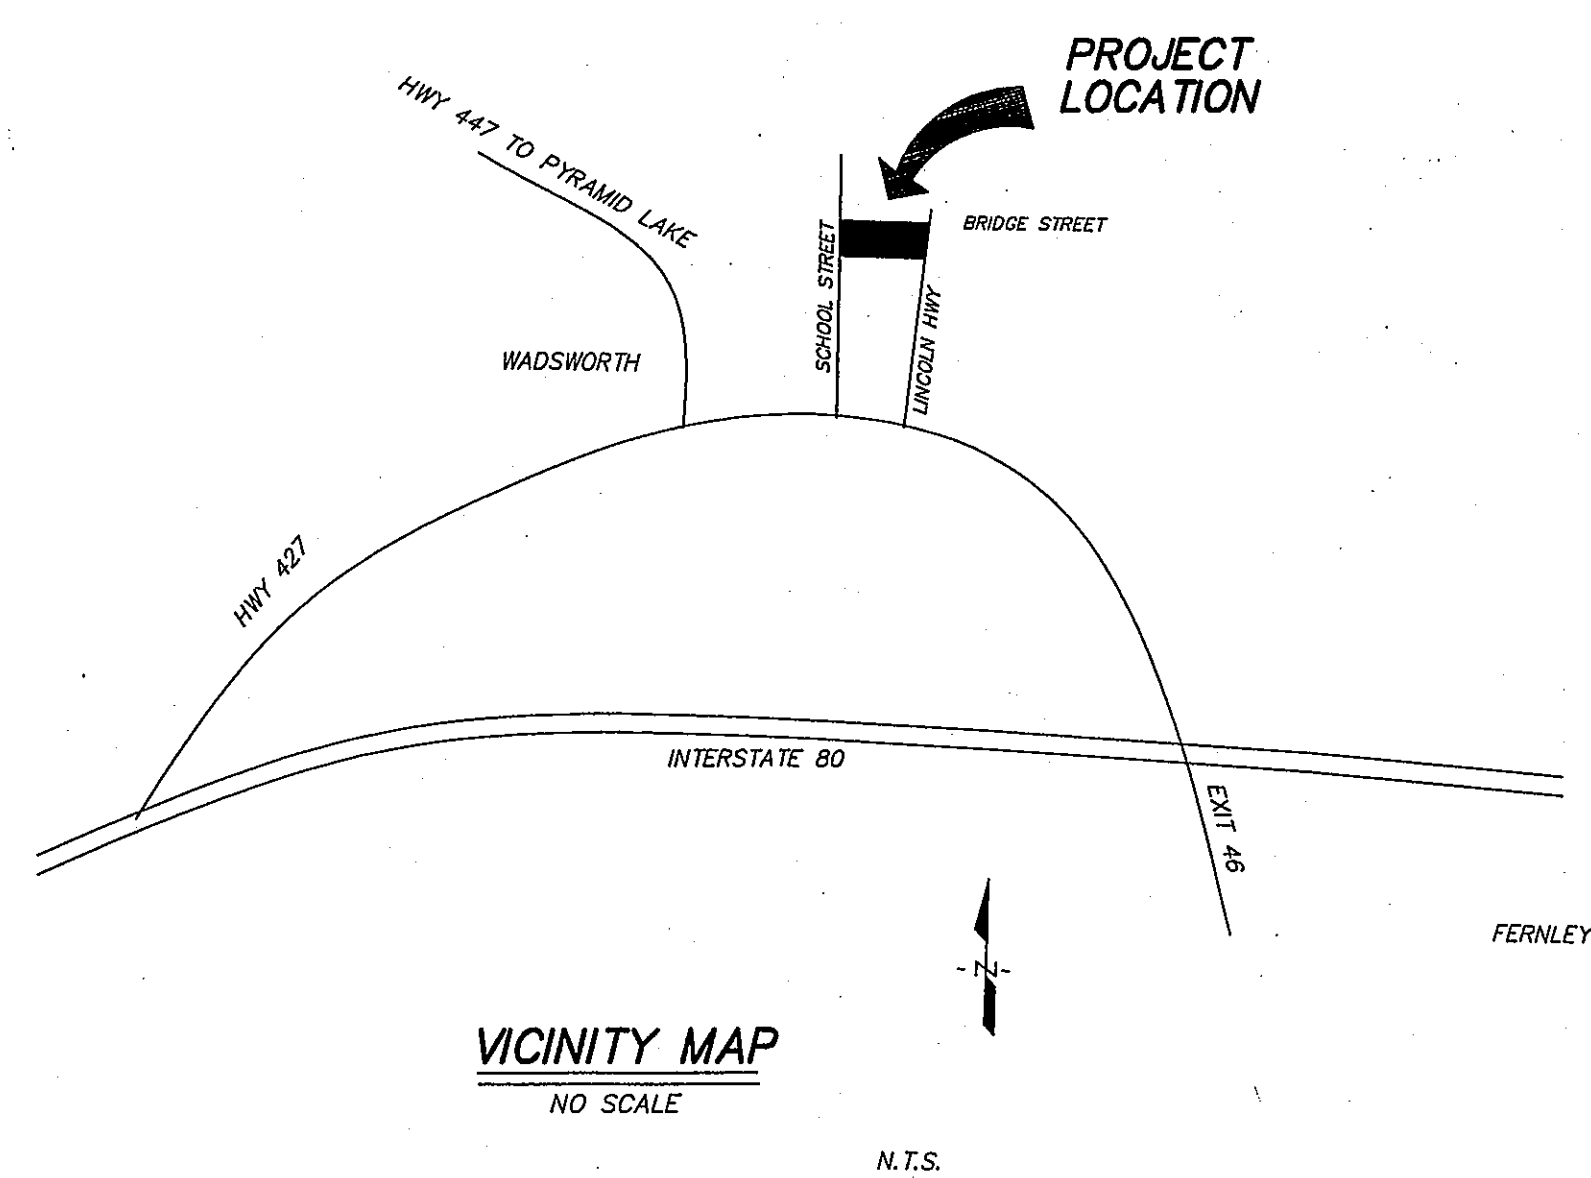 PROJECT
LOCATION
HWY 447 TO PYRAMID LAKE
BRIDGE STREET
SCHOOL STREET
LINCOLN HWY
WADSWORTH
HWY 427
INTERSTATE 80
EXIT 46
FERNLEY
- N -
VICINITY MAP
NO SCALE
N.T.S.